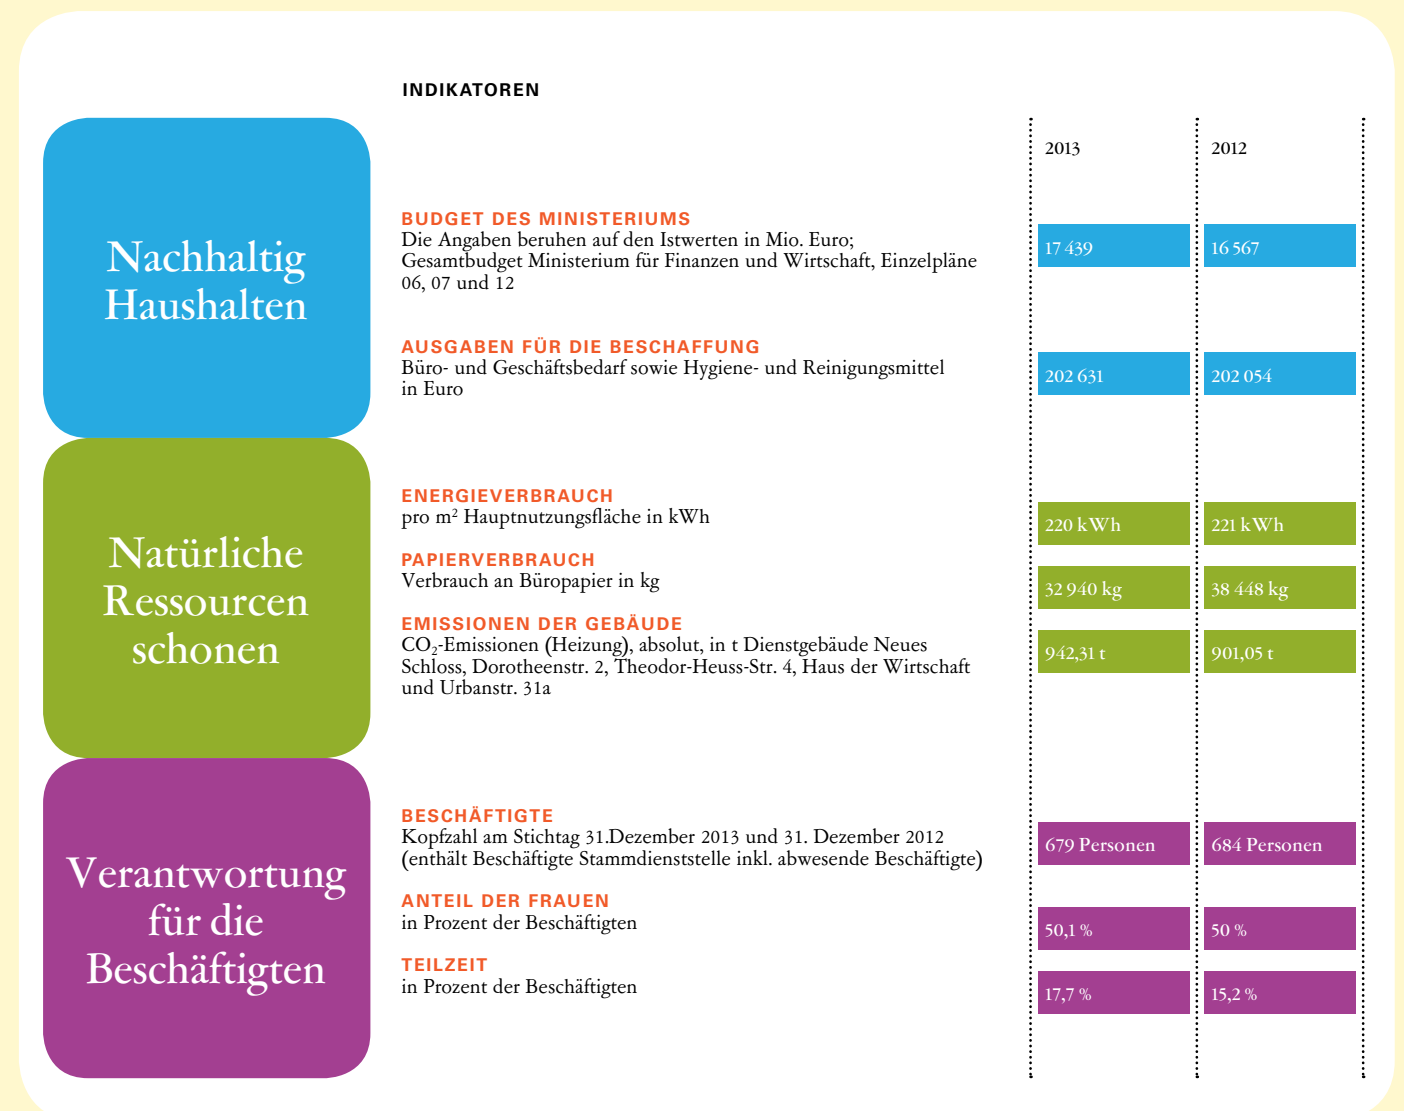 INDIKATOREN
2013
2012
Nachhaltig
Haushalten
BUDGET DES MINISTERIUMS
Die Angaben beruhen auf den Istwerten in Mio. Euro;
Gesamtbudget Ministerium für Finanzen und Wirtschaft, Einzelpläne
06, 07 und 12
17 439
16 567
AUSGABEN FÜR DIE BESCHAFFUNG
Büro- und Geschäftsbedarf sowie Hygiene- und Reinigungsmittel
in Euro
202 631
202 054
Natürliche
Ressourcen
schonen
ENERGIEVERBRAUCH
pro m² Hauptnutzungsfläche in kWh
220 kWh
221 kWh
PAPIERVERBRAUCH
Verbrauch an Büropapier in kg
32 940 kg
38 448 kg
EMISSIONEN DER GEBÄUDE
CO₂-Emissionen (Heizung), absolut, in t Dienstgebäude Neues
Schloss, Dorotheenstr. 2, Theodor-Heuss-Str. 4, Haus der Wirtschaft
und Urbanstr. 31a
942,31 t
901,05 t
Verantwortung
für die
Beschäftigten
BESCHÄFTIGTE
Kopfzahl am Stichtag 31.Dezember 2013 und 31. Dezember 2012
(enthält Beschäftigte Stammdienststelle inkl. abwesende Beschäftigte)
679 Personen
684 Personen
ANTEIL DER FRAUEN
in Prozent der Beschäftigten
50,1 %
50 %
TEILZEIT
in Prozent der Beschäftigten
17,7 %
15,2 %